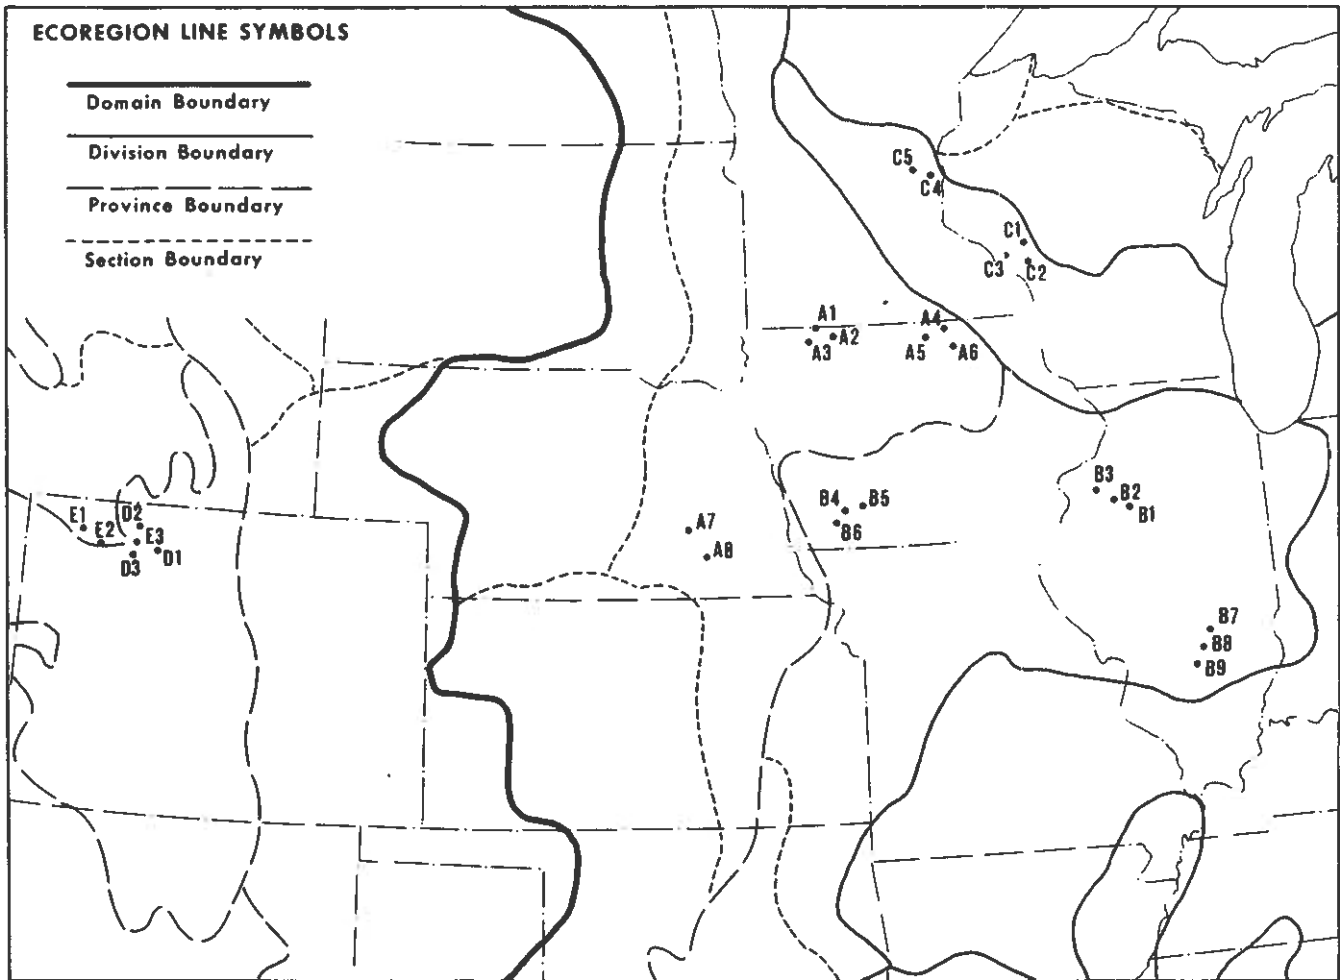 ECOREGION LINE SYMBOLS
Domain Boundary
Division Boundary
Province Boundary
Section Boundary
C5
C4
C1
C3
C2
A1
A2
A3
A4
A5
A6
B3
B2
B1
B4
B5
B6
E1
E2
D2
E3
D3
D1
A7
A8
B7
B8
B9